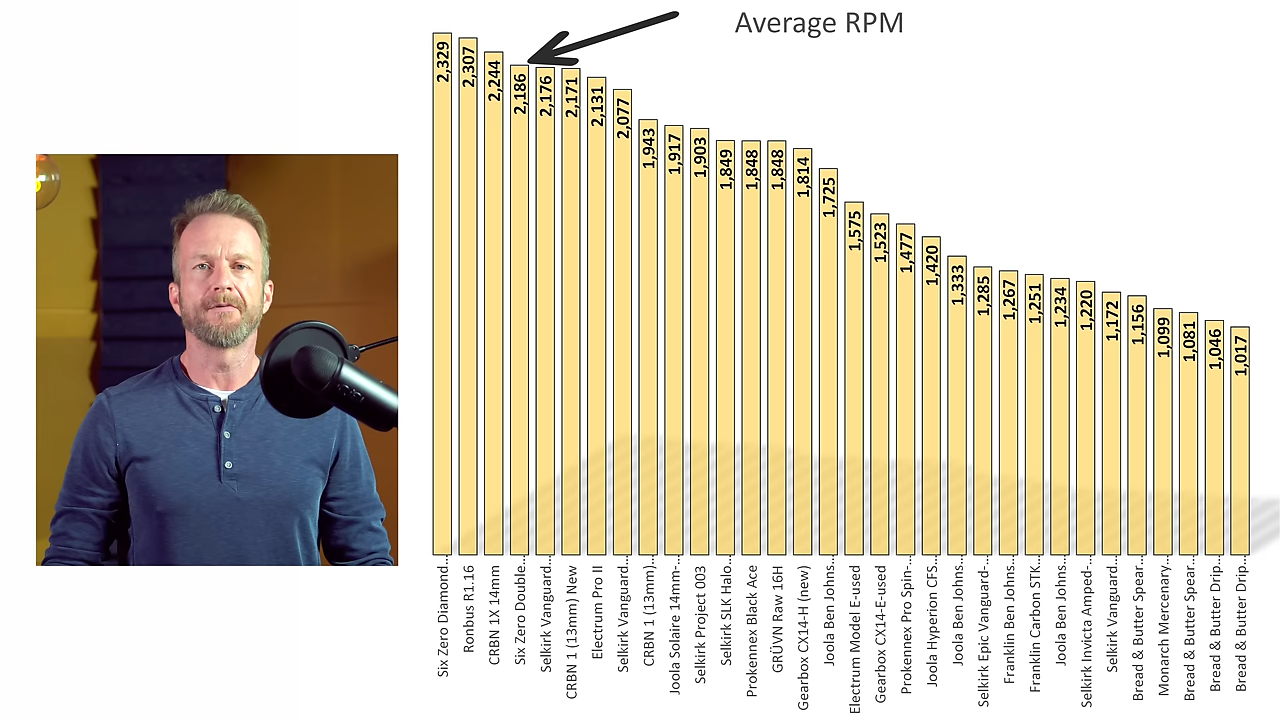 Average RPM
2,329
2,307
2,244
2,186
2,176
2,171
2,131
2,077
1,943
1,917
1,903
1,849
1,848
1,848
1,814
1,725
1,575
1,523
1,477
1,420
1,333
1,285
1,267
1,251
1,234
1,220
1,172
1,156
1,099
1,081
1,046
1,017
Six Zero Diamond...
Ronbus R1.16
CRBN 1X 14mm
Six Zero Double...
Selkirk Vanguard...
CRBN 1 (13mm) New
Electrum Pro II
Selkirk Vanguard...
CRBN 1 (13mm)...
Joola Solaire 14mm-...
Selkirk Project 003
Selkirk SLK Halo...
Prokennex Black Ace
GRÜVN Raw 16H
Gearbox CX14-H (new)
Joola Ben Johns...
Electrum Model E-used
Gearbox CX14-E-used
Prokennex Pro Spin-...
Joola Hyperion CFS...
Joola Ben Johns...
Selkirk Epic Vanguard-...
Franklin Ben Johns...
Franklin Carbon STK...
Joola Ben Johns...
Selkirk Invicta Amped-...
Selkirk Vanguard...
Bread & Butter Spear...
Monarch Mercenary...
Bread & Butter Spear...
Bread & Butter Drip...
Bread & Butter Drip...